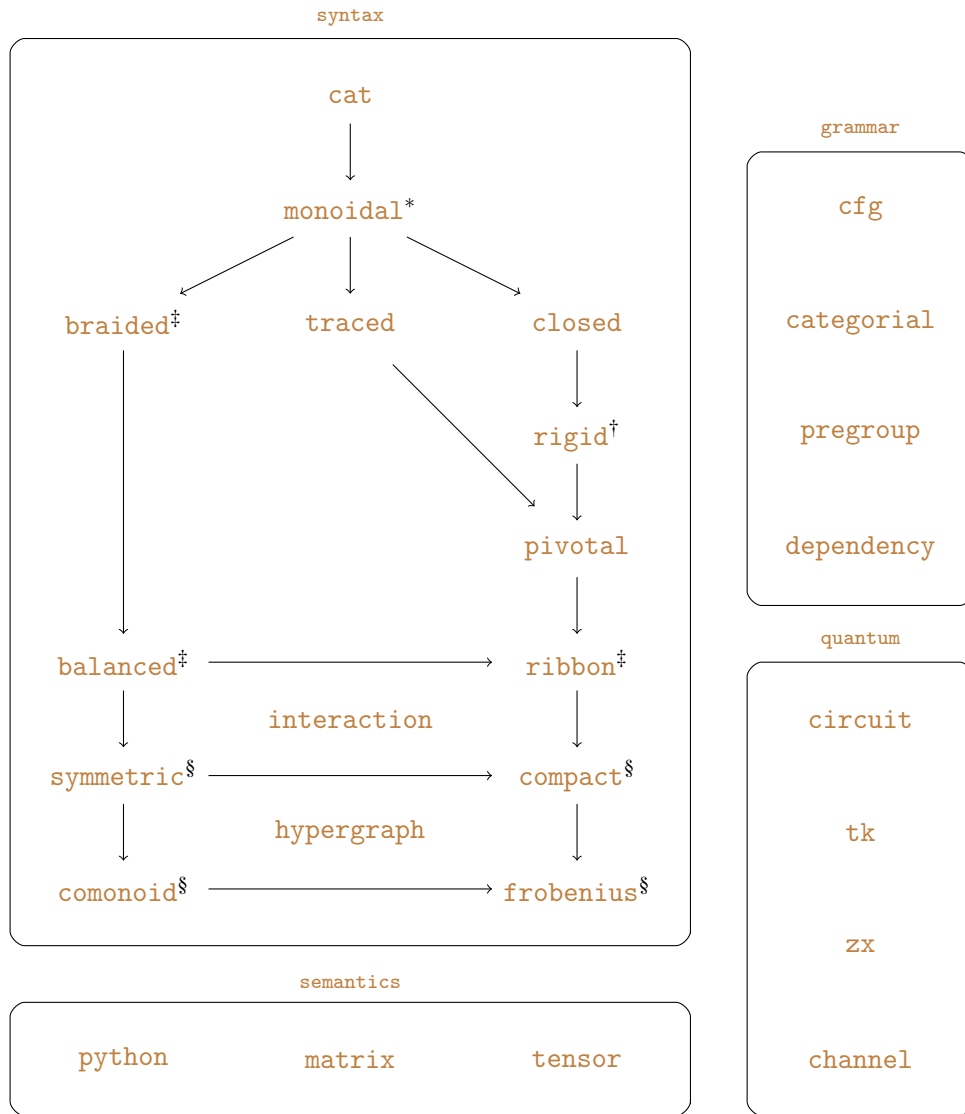 syntax
cat
monoidal*
braided‡ traced closed
rigid†
pivotal
balanced‡ ribbon‡
interaction
symmetric§ compact§
hypergraph
comonoid§ frobenius§
semantics
python matrix tensor
grammar
cfg
categorial
pregroup
dependency
quantum
circuit
tk
zx
channel